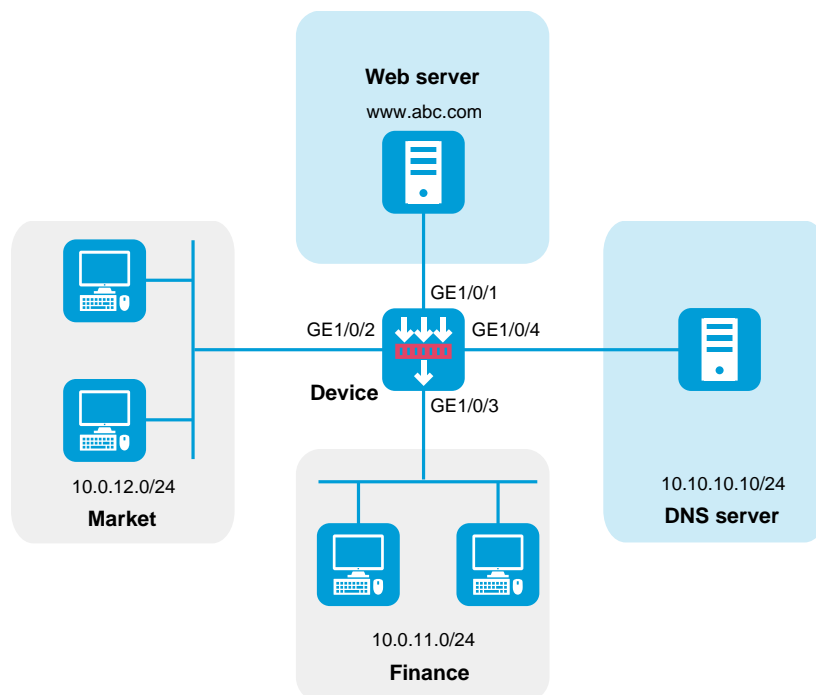 Web server
www.abc.com
GE1/0/1
GE1/0/2
GE1/0/4
Device
GE1/0/3
10.0.12.0/24
Market
10.10.10.10/24
DNS server
10.0.11.0/24
Finance